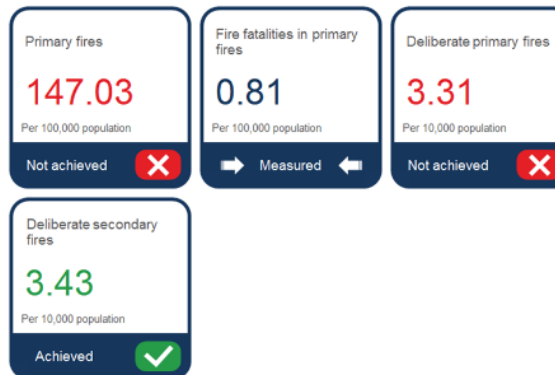 Primary fires
147.03
Per 100,000 population
Not achieved
Fire fatalities in primary
fires
0.81
Per 100,000 population
Measured
Deliberate primary fires
3.31
Per 10,000 population
Not achieved
Deliberate secondary
fires
3.43
Per 10,000 population
Achieved